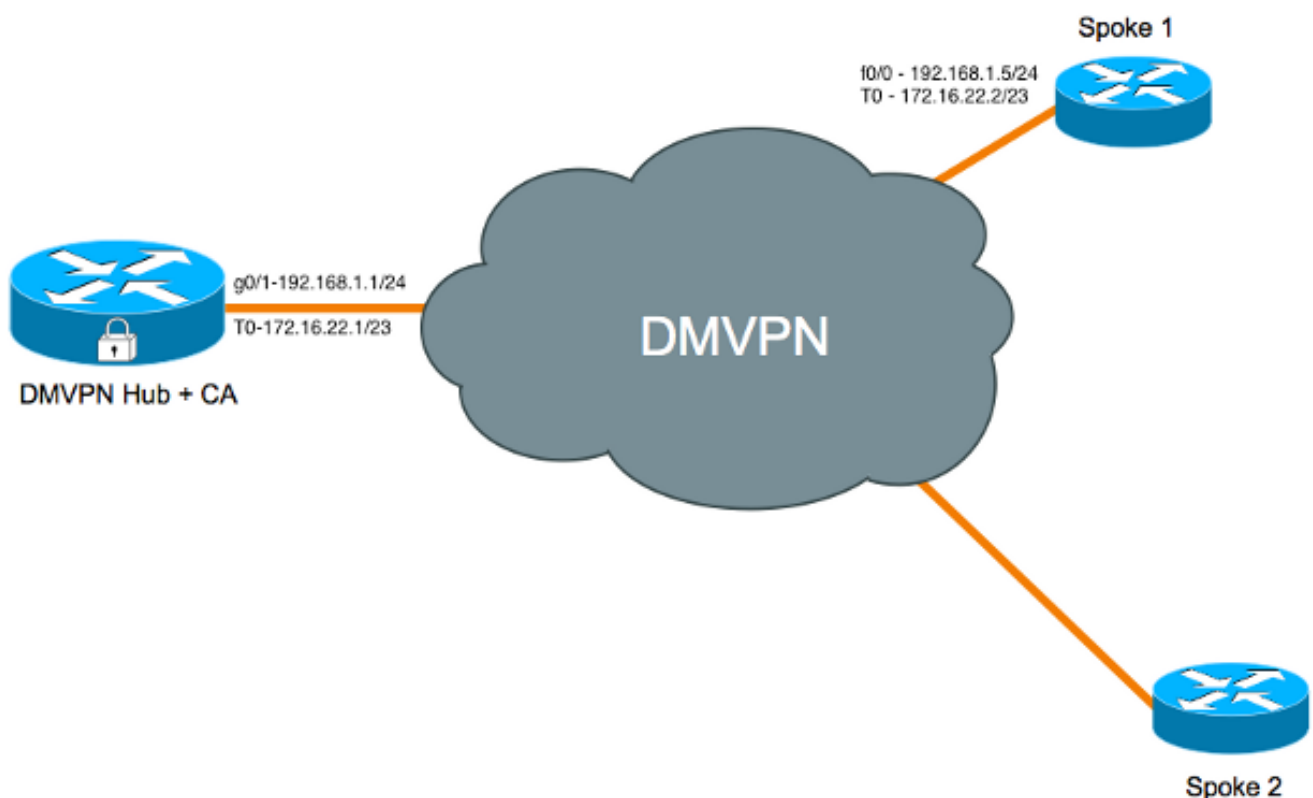 Spoke 1
f0/0 - 192.168.1.5/24
T0 - 172.16.22.2/23
g0/1-192.168.1.1/24
T0-172.16.22.1/23
DMVPN
DMVPN Hub + CA
Spoke 2